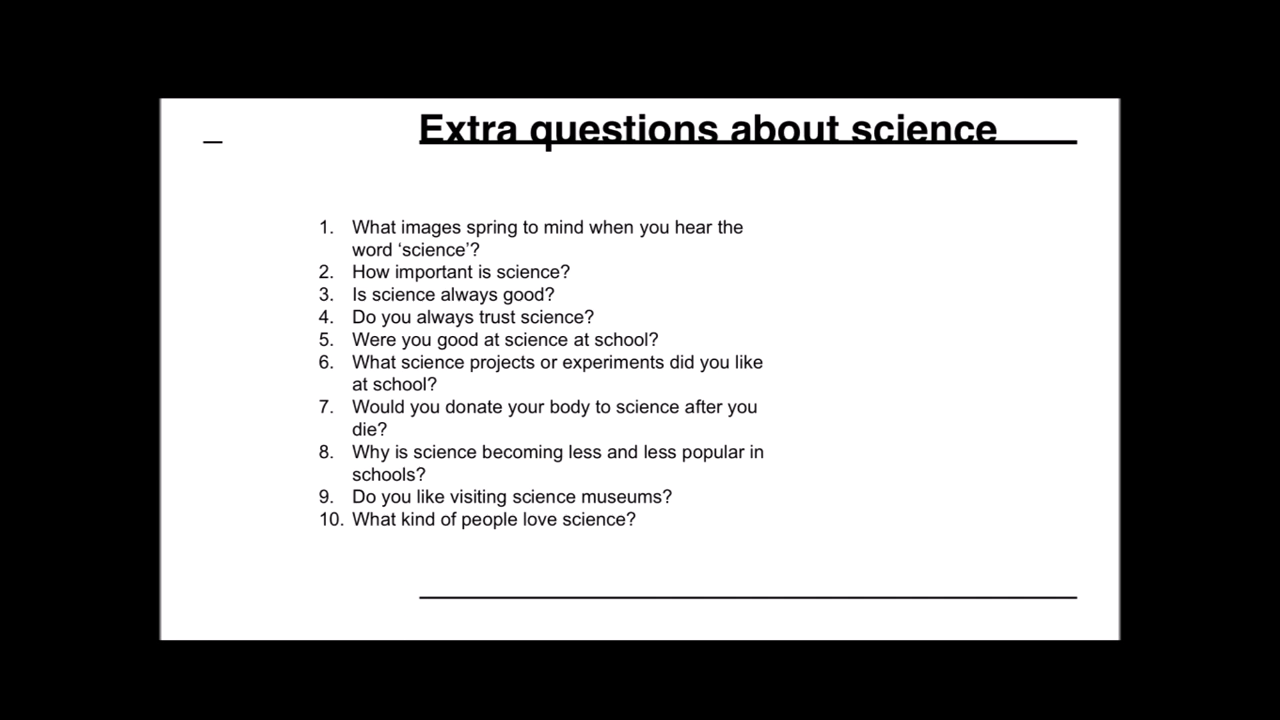 Extra questions about science
1. What images spring to mind when you hear the
word ‘science’?
2. How important is science?
3. Is science always good?
4. Do you always trust science?
5. Were you good at science at school?
6. What science projects or experiments did you like
at school?
7. Would you donate your body to science after you
die?
8. Why is science becoming less and less popular in
schools?
9. Do you like visiting science museums?
10. What kind of people love science?